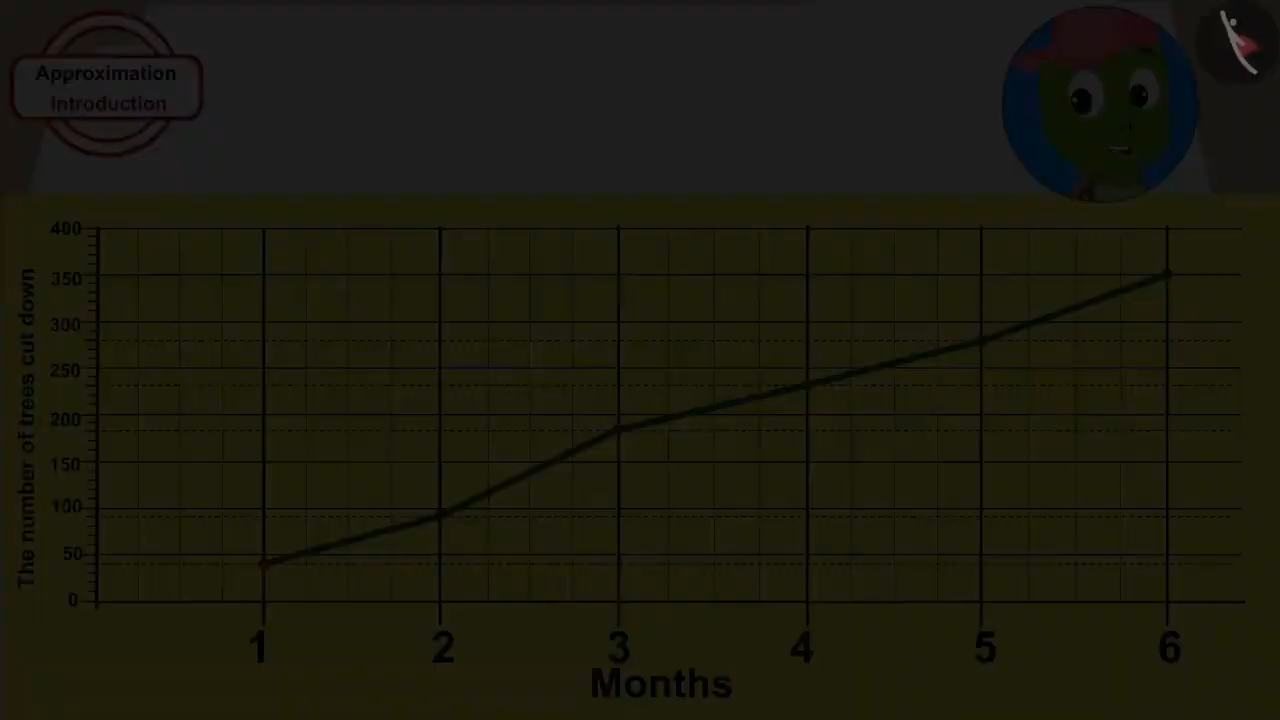 Approximation
Introduction
The number of trees cut down
400
350
300
250
200
150
100
50
0
1 2 3 4 5 6
Months